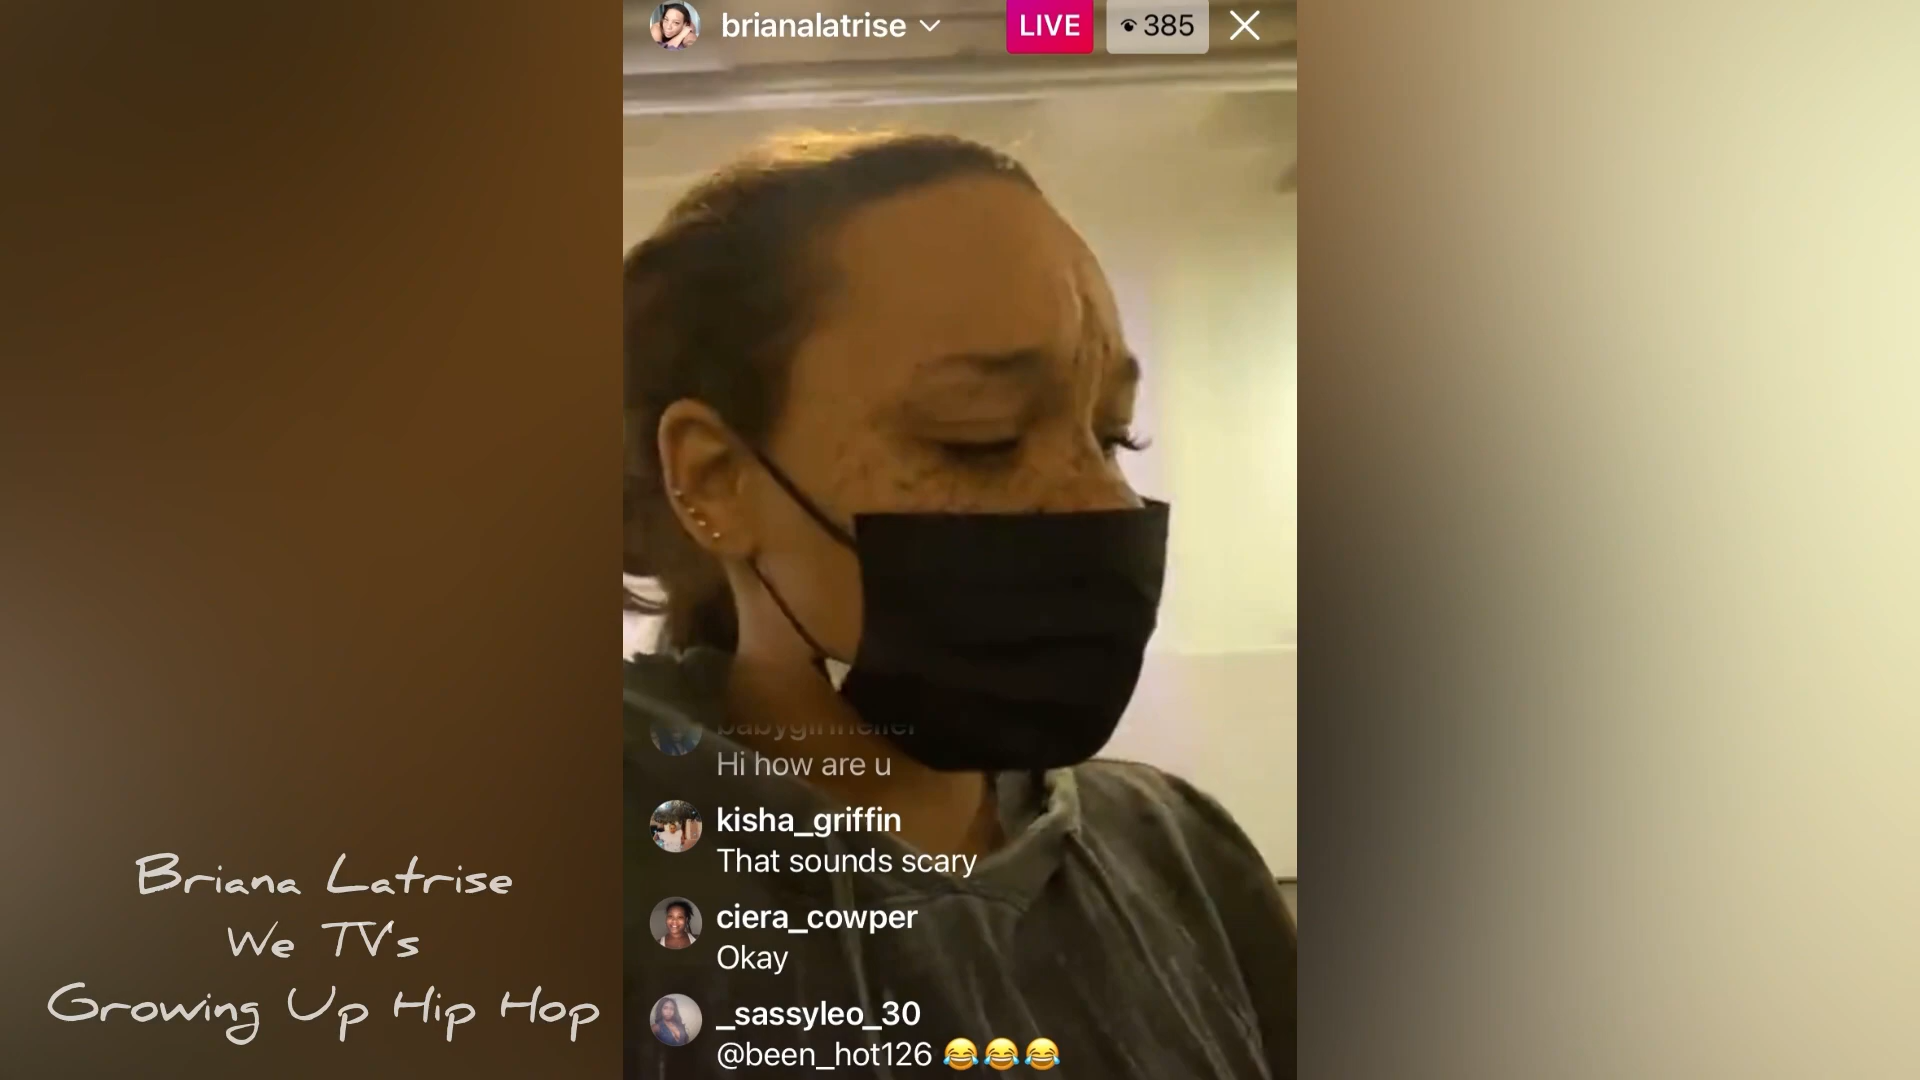 brianalatrise
LIVE
385
Hi how are u
kisha_griffin
That sounds scary
ciera_cowper
Okay
_sassyleo_30
@been_hot126 😂😂😂
Briana Latrise
We TV's
Growing Up Hip Hop